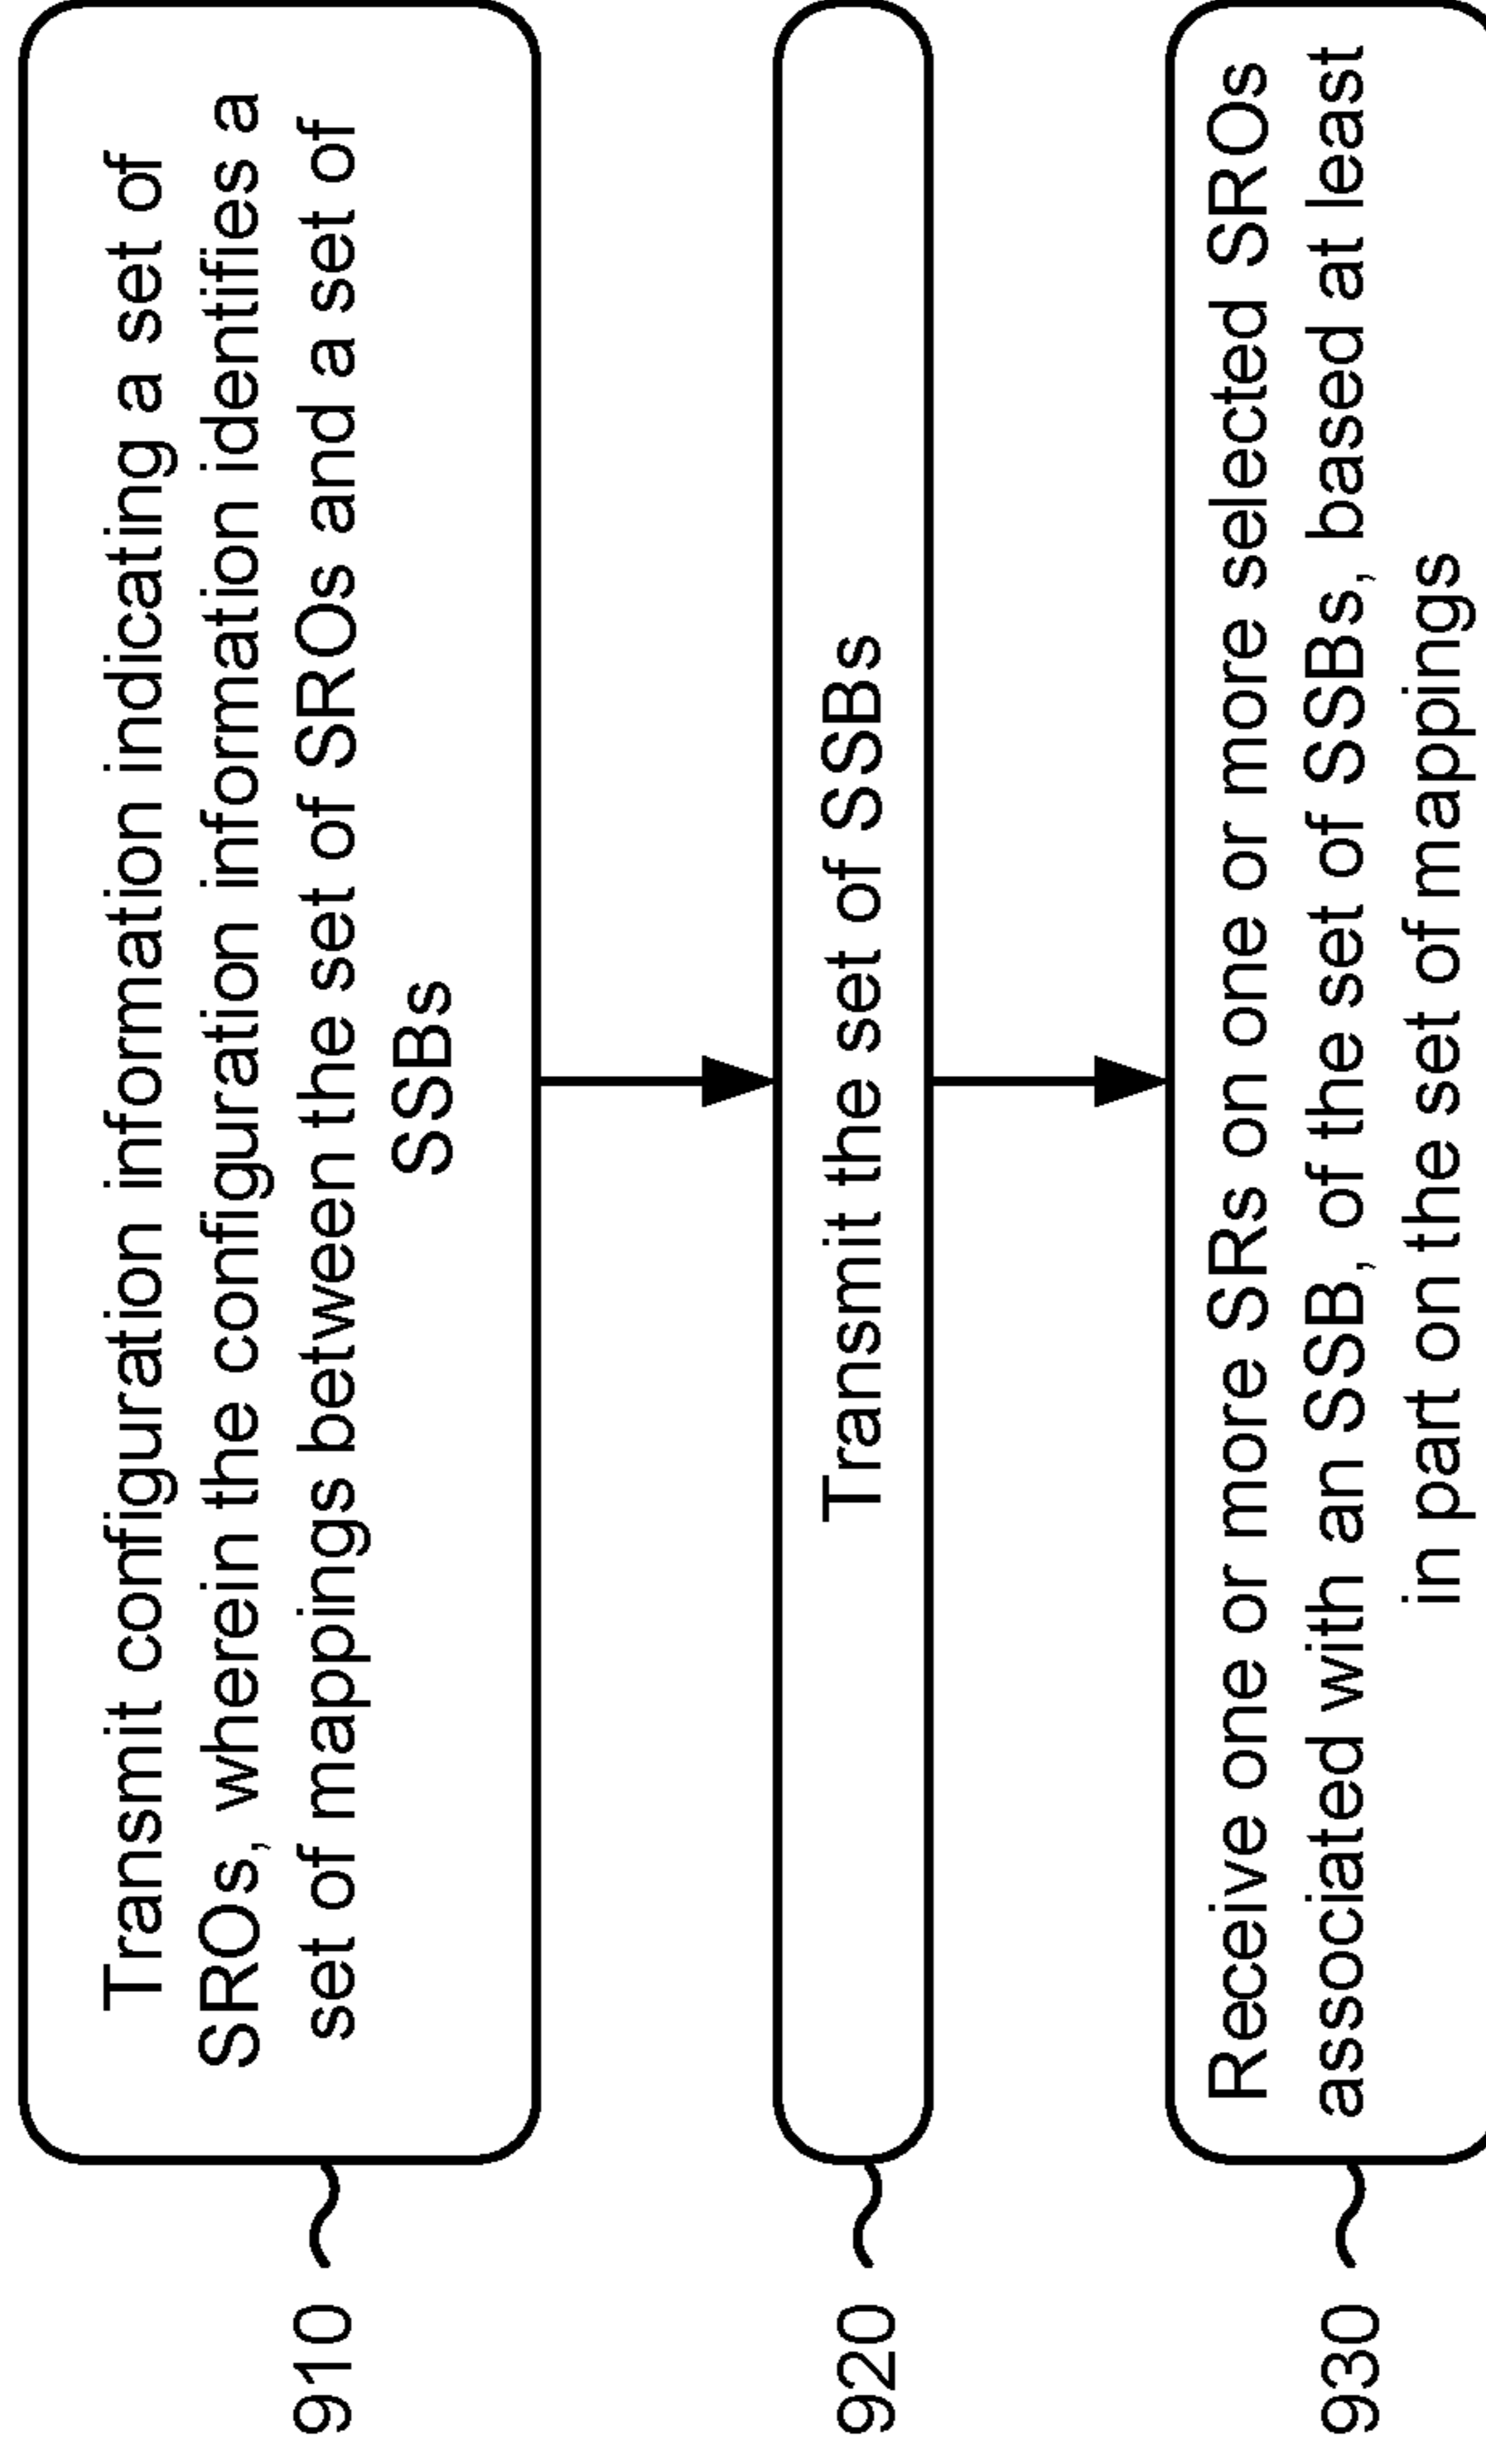 910
Transmit configuration information indicating a set of
SROs, wherein the configuration information identifies a
set of mappings between the set of SROs and a set of
SSBs
920
Transmit the set of SSBs
930
Receive one or more SRs on one or more selected SROs
associated with an SSB, of the set of SSBs, based at least
in part on the set of mappings